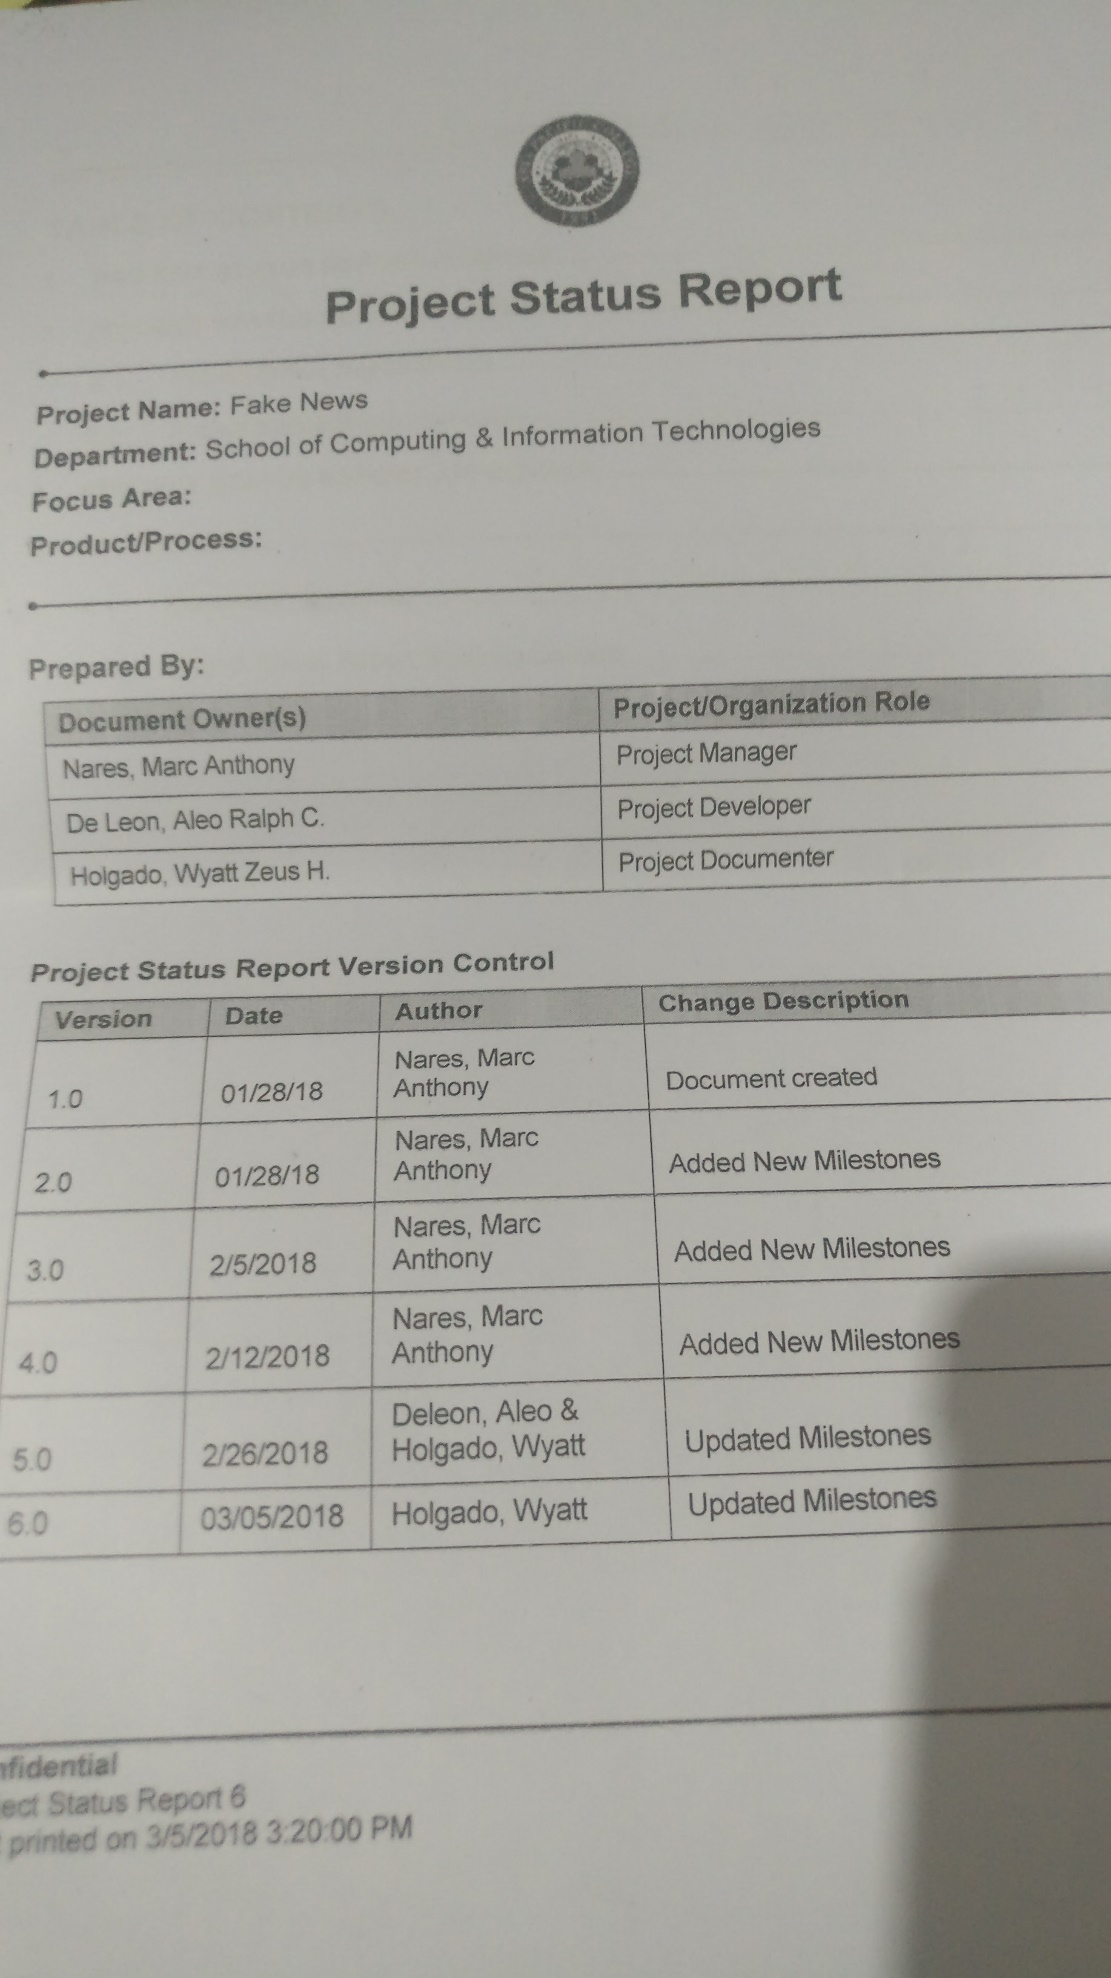 1991
Project Status Report
Project Name: Fake News
Department: School of Computing & Information Technologies
Focus Area:
Product/Process:
Prepared By:
Document Owner(s) Project/Organization Role
Nares, Marc Anthony Project Manager
De Leon, Aleo Ralph C. Project Developer
Holgado, Wyatt Zeus H. Project Documenter
Project Status Report Version Control
Version Date Author Change Description
1.0 01/28/18 Nares, Marc Anthony Document created
2.0 01/28/18 Nares, Marc Anthony Added New Milestones
3.0 2/5/2018 Nares, Marc Anthony Added New Milestones
4.0 2/12/2018 Nares, Marc Anthony Added New Milestones
5.0 2/26/2018 Deleon, Aleo & Holgado, Wyatt Updated Milestones
6.0 03/05/2018 Holgado, Wyatt Updated Milestones
nfidential
ect Status Report 6
printed on 3/5/2018 3:20:00 PM